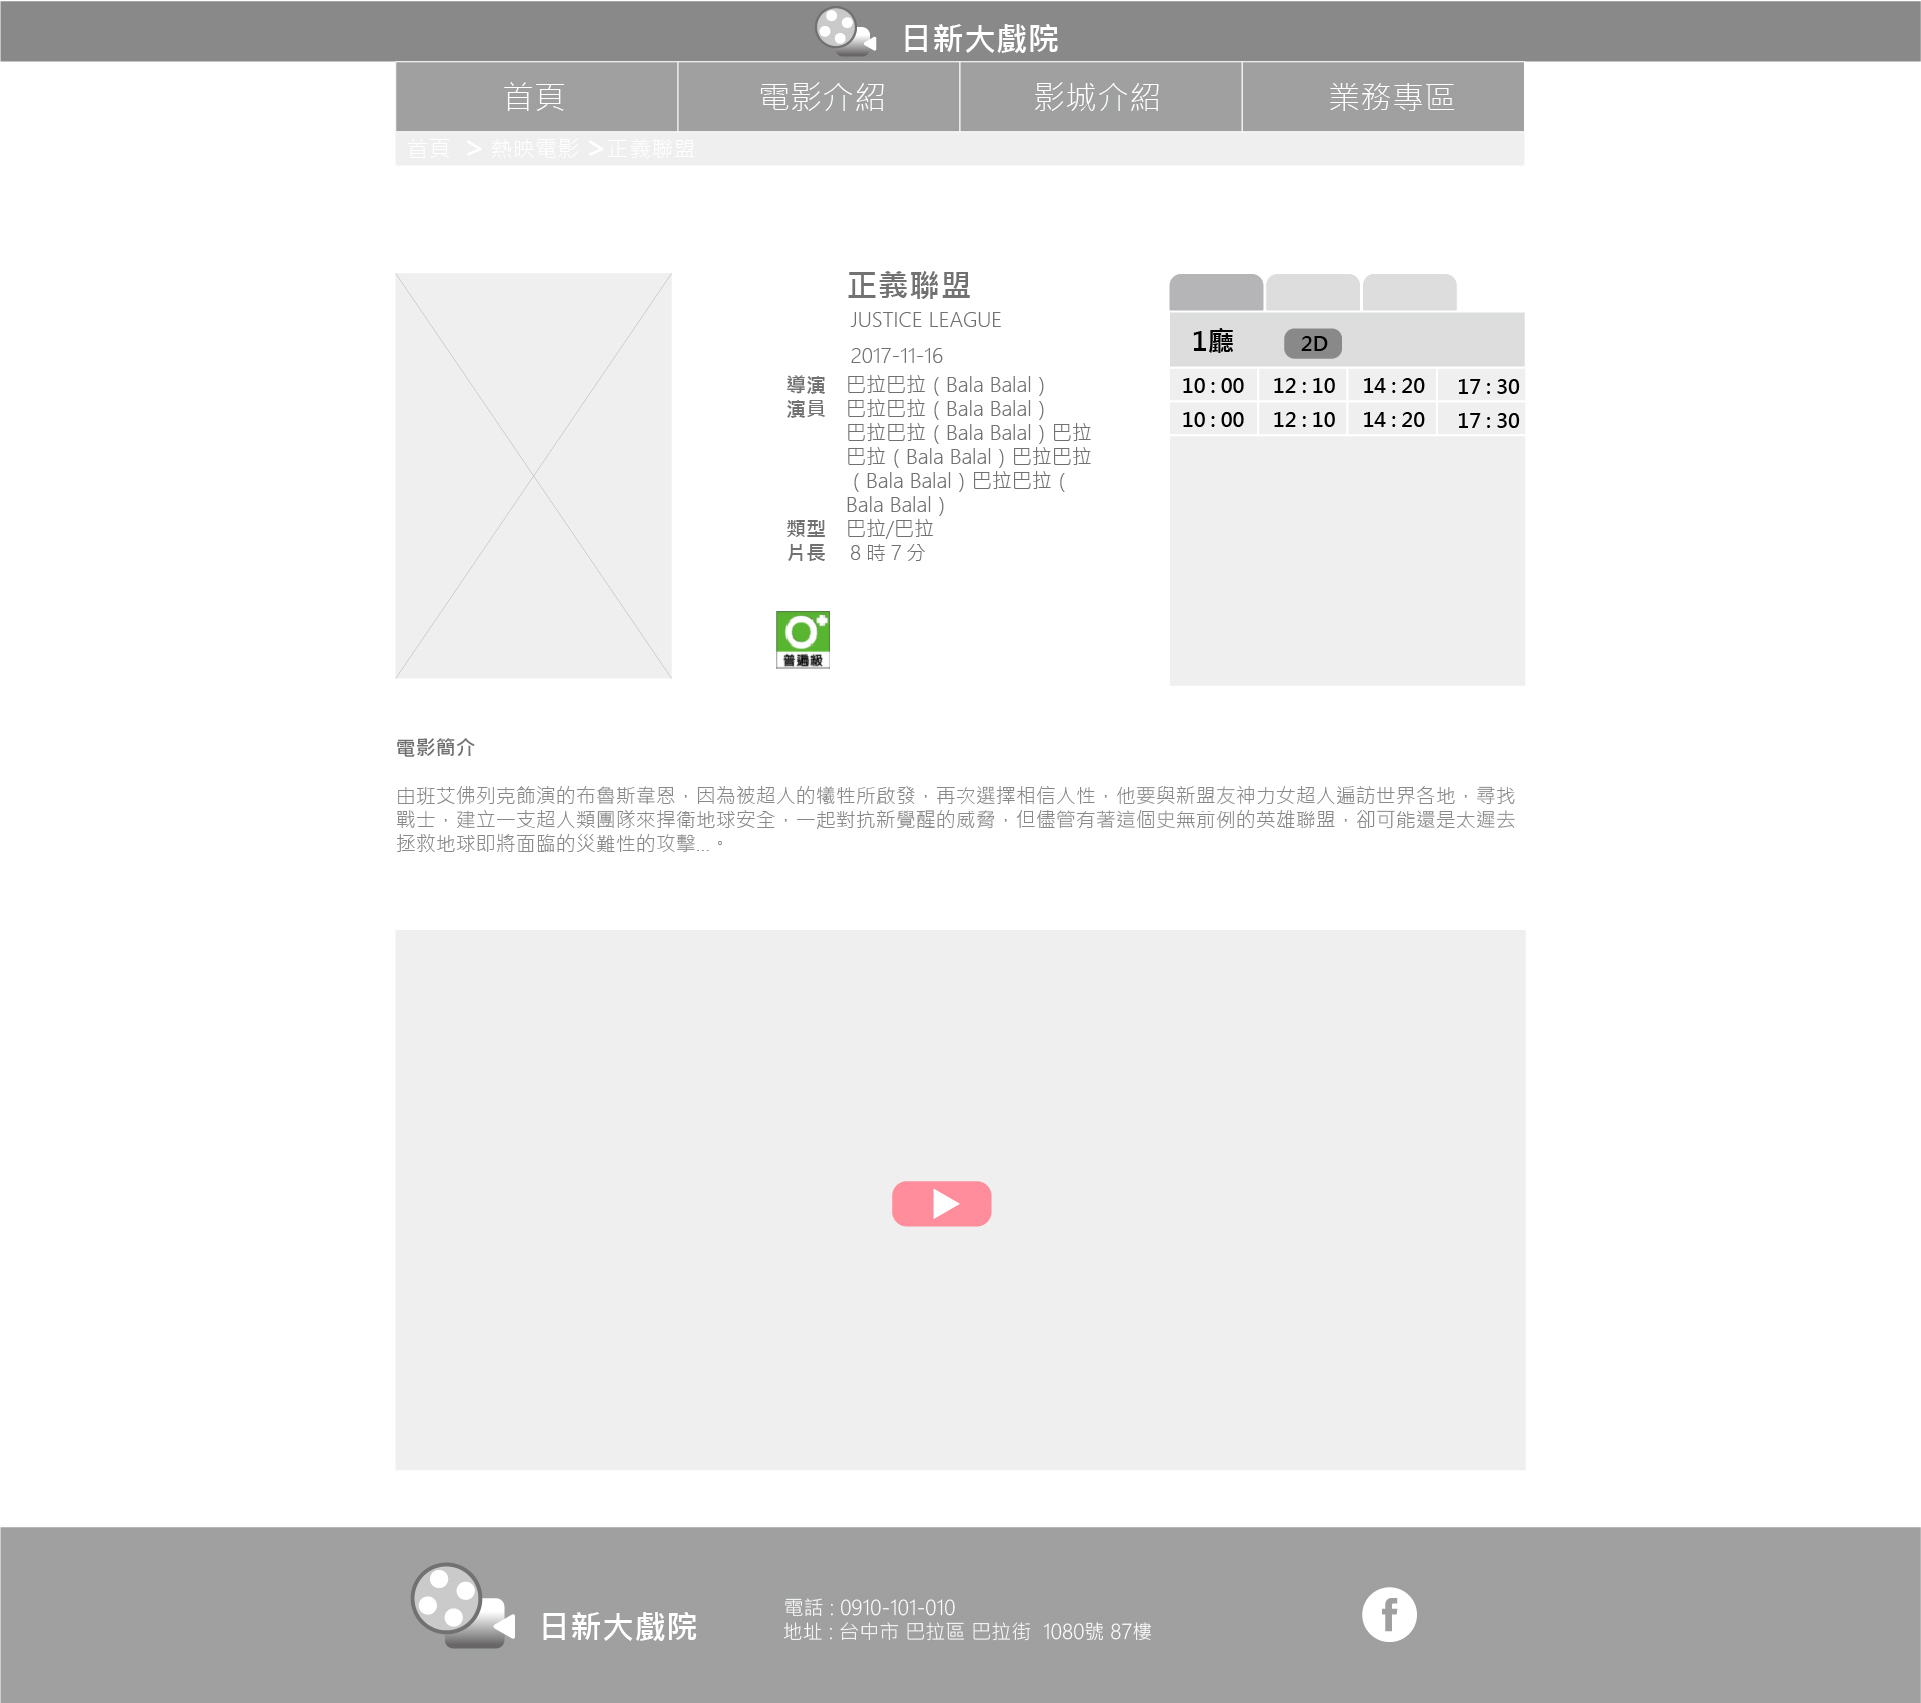 日新大戲院
首頁
電影介紹
影城介紹
業務專區
首頁 > 熱映電影 >正義聯盟
正義聯盟
JUSTICE LEAGUE
2017-11-16
導演 巴拉巴拉 ( Bala Balal )
演員 巴拉巴拉 ( Bala Balal )
巴拉巴拉 ( Bala Balal ) 巴拉
巴拉 ( Bala Balal ) 巴拉巴拉
( Bala Balal ) 巴拉巴拉 (
Bala Balal )
類型 巴拉/巴拉
片長 8 時 7 分
普遍級
1廳 2D
10 : 00 12 : 10 14 : 20 17 : 30
10 : 00 12 : 10 14 : 20 17 : 30
電影簡介
由班艾佛列克飾演的布魯斯韋恩，因為被超人的犧牲所啟發，再次選擇相信人性，他要與新盟友神力女超人遍訪世界各地，尋找
戰士，建立一支超人類團隊來捍衛地球安全，一起對抗新覺醒的威脅，但儘管有著這個史無前例的英雄聯盟，卻可能還是太遲去
拯救地球即將面臨的災難性的攻擊...。
日新大戲院
電話 : 0910-101-010
地址 : 台中市 巴拉區 巴拉街 1080號 87樓